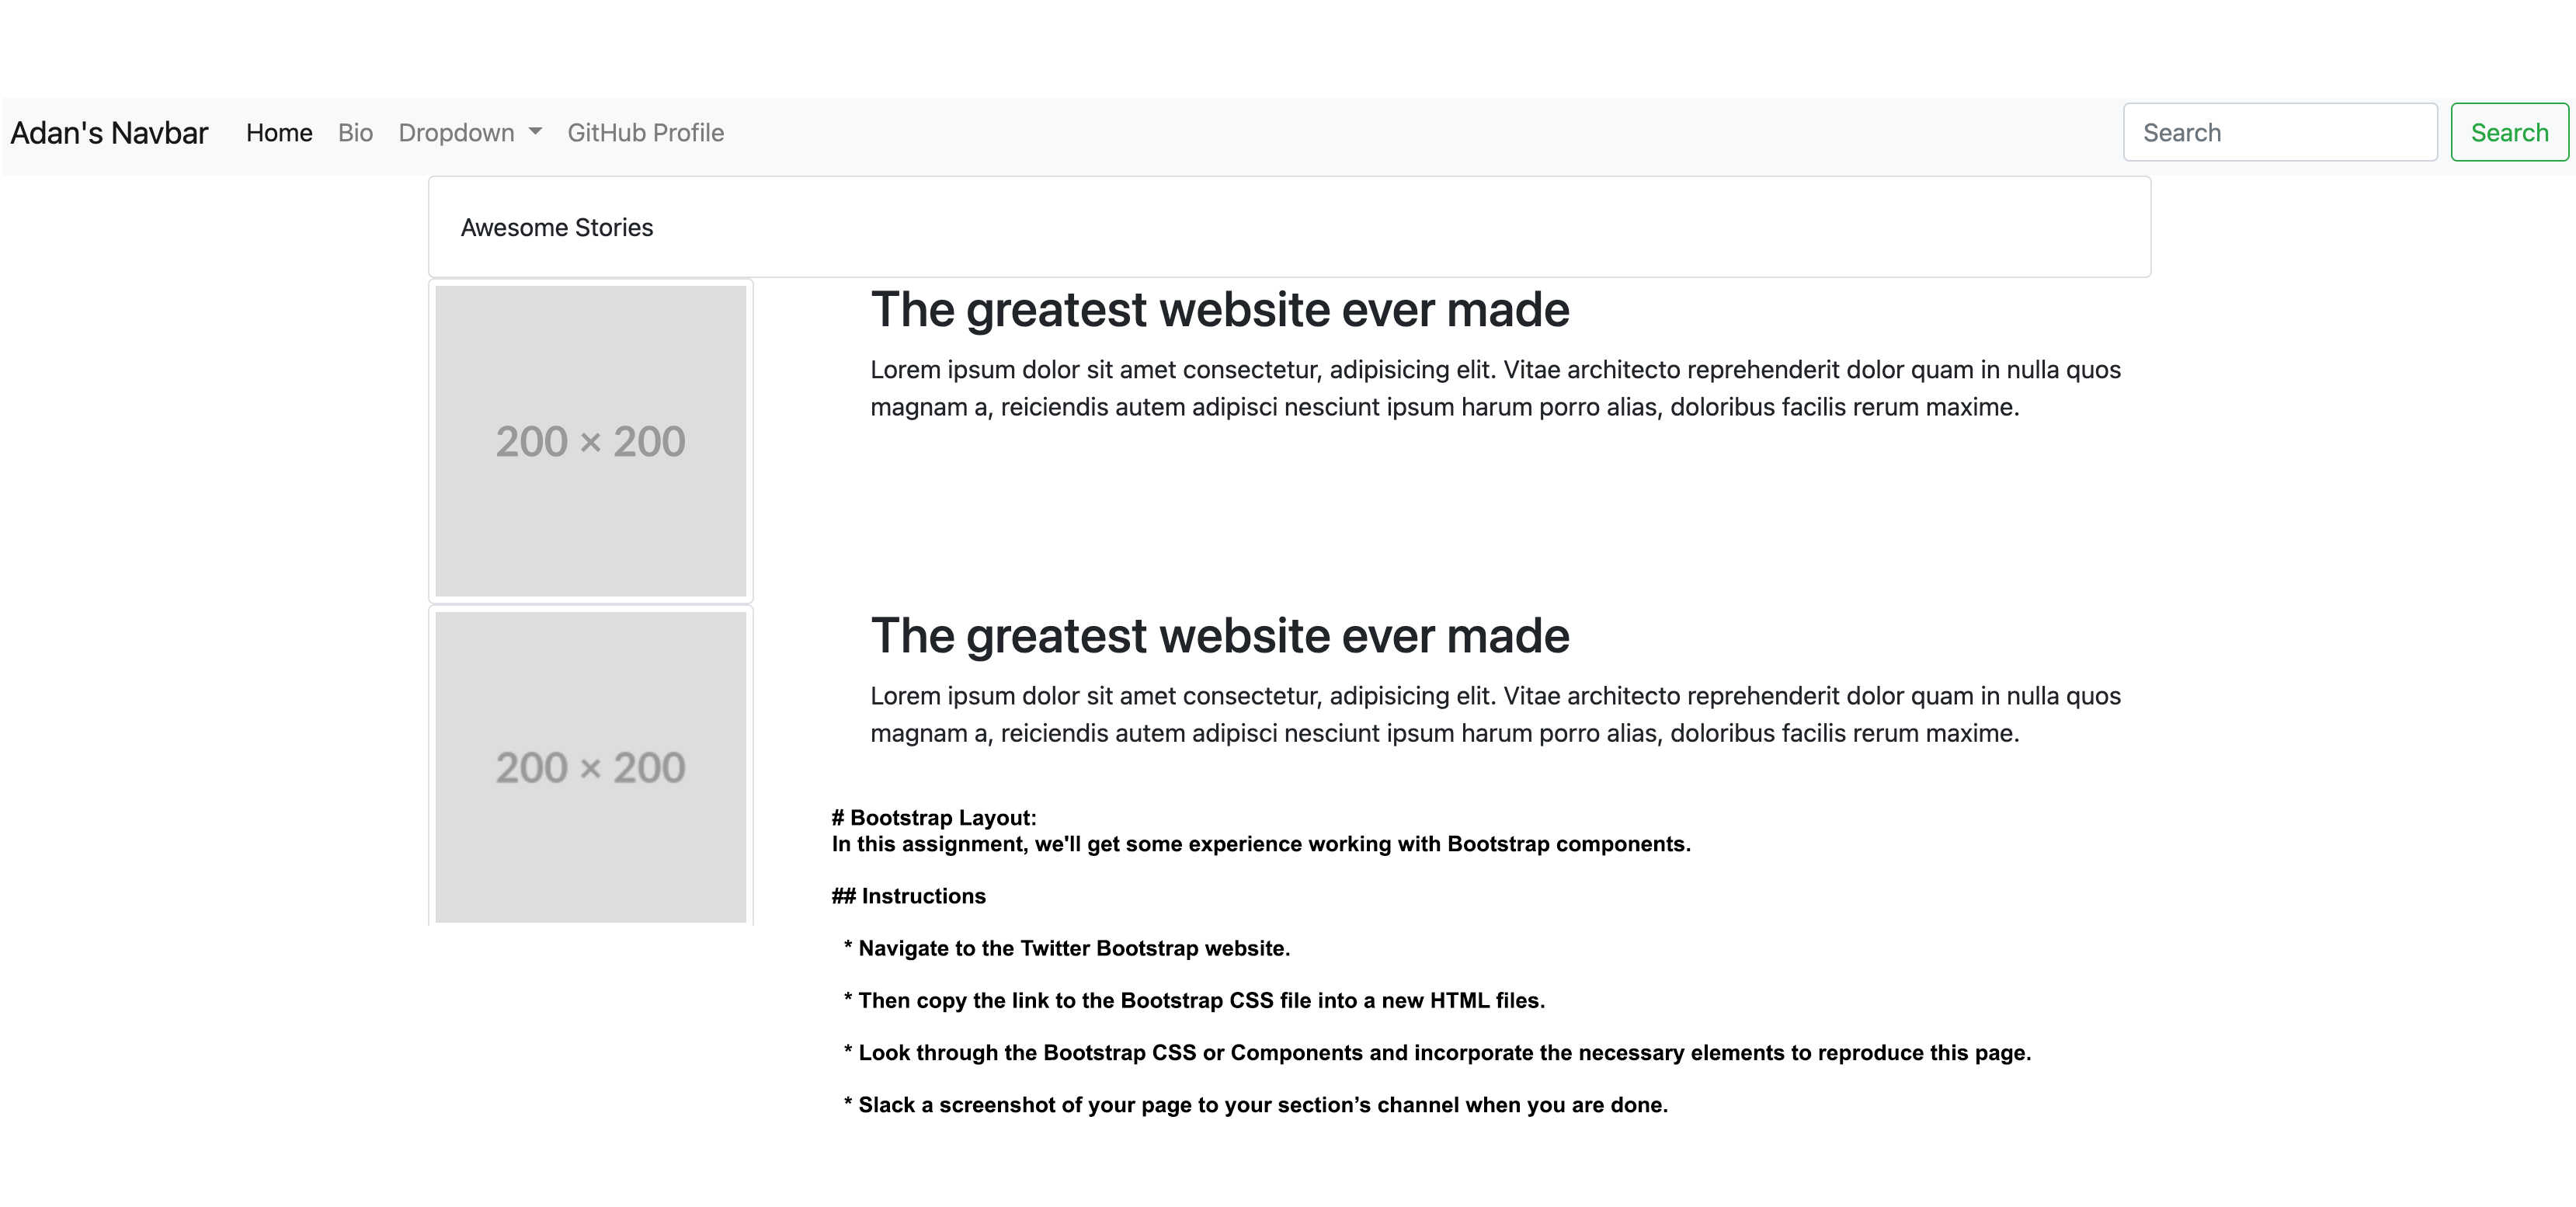 Adan's Navbar Home Bio Dropdown GitHub Profile Search Search
Awesome Stories
200 × 200
The greatest website ever made
Lorem ipsum dolor sit amet consectetur, adipisicing elit. Vitae architecto reprehenderit dolor quam in nulla quos
magnam a, reiciendis autem adipisci nesciunt ipsum harum porro alias, doloribus facilis rerum maxime.
200 × 200
The greatest website ever made
Lorem ipsum dolor sit amet consectetur, adipisicing elit. Vitae architecto reprehenderit dolor quam in nulla quos
magnam a, reiciendis autem adipisci nesciunt ipsum harum porro alias, doloribus facilis rerum maxime.
# Bootstrap Layout:
In this assignment, we'll get some experience working with Bootstrap components.
## Instructions
* Navigate to the Twitter Bootstrap website.
* Then copy the link to the Bootstrap CSS file into a new HTML files.
* Look through the Bootstrap CSS or Components and incorporate the necessary elements to reproduce this page.
* Slack a screenshot of your page to your section’s channel when you are done.